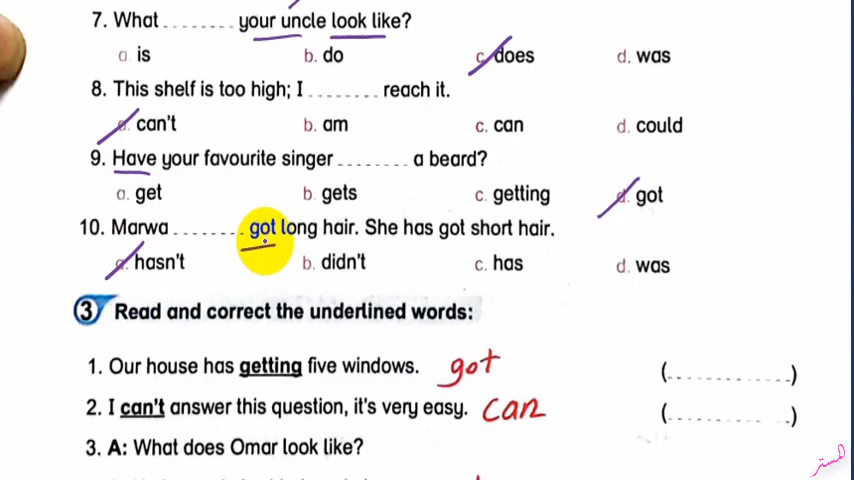 7. What ........ your uncle look like?
a. is b. do c. does d. was
8. This shelf is too high; I ........ reach it.
can't b. am c. can d. could
9. Have your favourite singer ........ a beard?
a. get b. gets c. getting d. got
10. Marwa ........ got long hair. She has got short hair.
hasn't b. didn't c. has d. was
3 Read and correct the underlined words:
1. Our house has getting five windows. got (............)
2. I can't answer this question, it's very easy. can (............)
3. A: What does Omar look like?
المستر